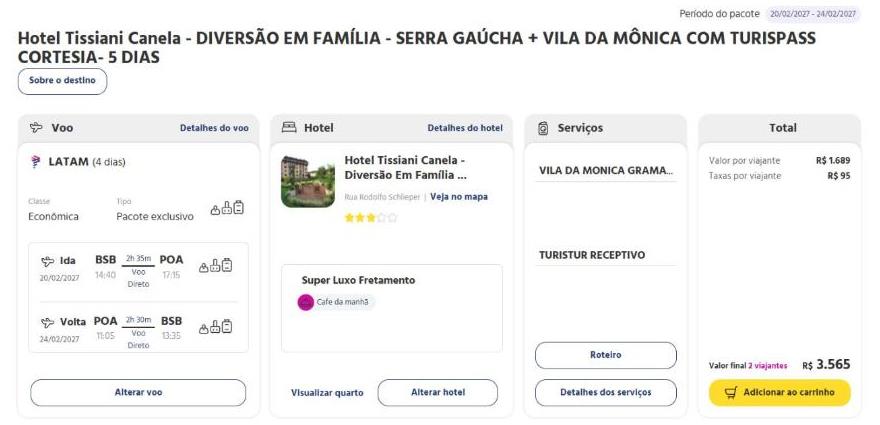 Período do pacote 20/02/2027 - 24/02/2027
Hotel Tissiani Canela - DIVERSÃO EM FAMÍLIA - SERRA GAÚCHA + VILA DA MÔNICA COM TURISPASS
CORTESIA- 5 DIAS
Sobre o destino
Voo
Detalhes do voo
LATAM (4 dias)
Classe
Tipo
Econômica
Pacote exclusivo
Ida
BSB
2h 35m
POA
20/02/2027
14:40
Voo
Direto
17:15
Volta
POA
2h 30m
BSB
24/02/2027
11:05
Voo
Direto
13:35
Alterar voo
Hotel
Detalhes do hotel
Hotel Tissiani Canela -
Diversão Em Família ...
Rua Rodolfo Schlieper | Veja no mapa
Super Luxo Fretamento
Cafe da manhã
Visualizar quarto
Alterar hotel
Serviços
VILA DA MONICA GRAMA...
TURISTUR RECEPTIVO
Roteiro
Detalhes dos serviços
Total
Valor por viajante R$ 1.689
Taxas por viajante R$ 95
Valor final 2 viajantes R$ 3.565
Adicionar ao carrinho